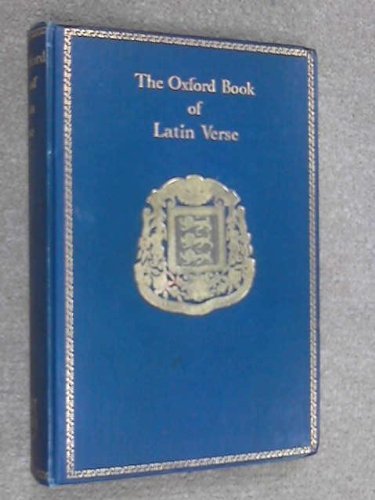 The Oxford Book
of
Latin Verse